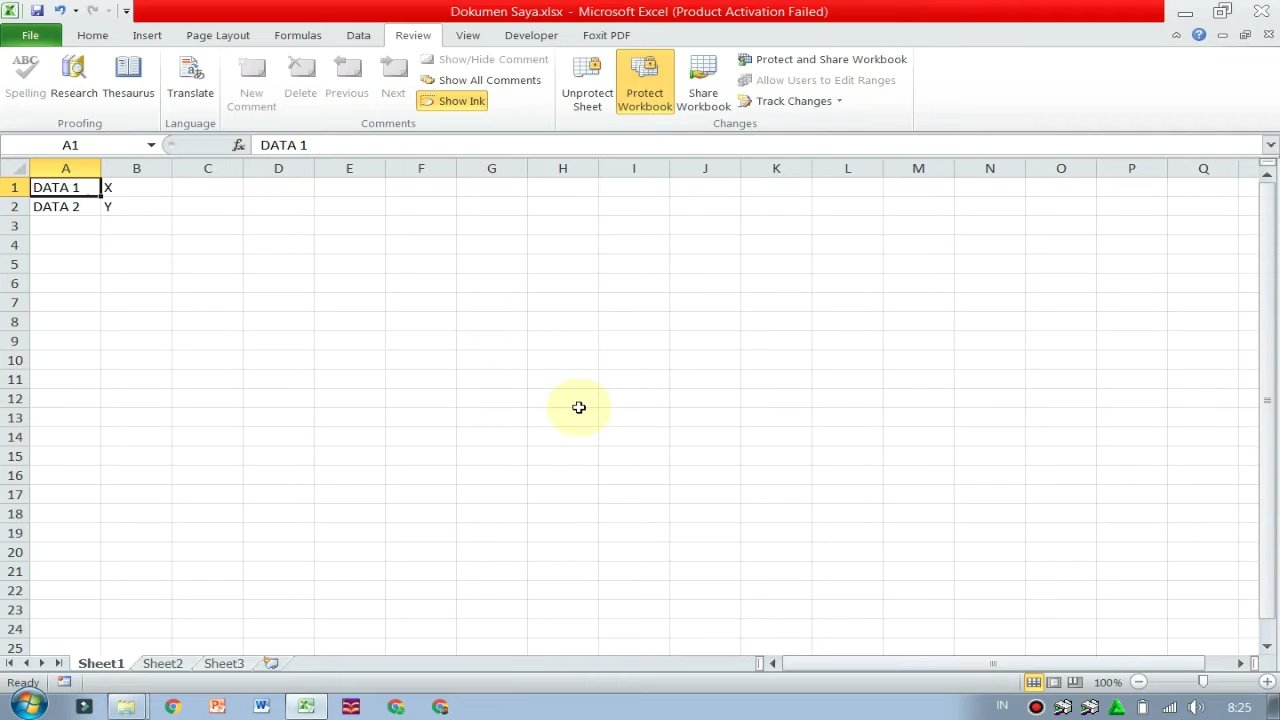 Dokumen Saya.xlsx - Microsoft Excel (Product Activation Failed)
File Home Insert Page Layout Formulas Data Review View Developer Foxit PDF
ABC
Spelling
Research
Thesaurus
Proofing
Translate
Language
New Comment
Delete
Previous
Next
Show/Hide Comment
Show All Comments
Show Ink
Comments
Unprotect Sheet
Protect Workbook
Share Workbook
Protect and Share Workbook
Allow Users to Edit Ranges
Track Changes
Changes
A1 fx DATA 1
A B C D E F G H I J K L M N O P Q
1 DATA 1 X
2 DATA 2 Y
3
4
5
6
7
8
9
10
11
12
13
14
15
16
17
18
19
20
21
22
23
24
25
Sheet1 Sheet2 Sheet3
Ready 100%
IN 8:25